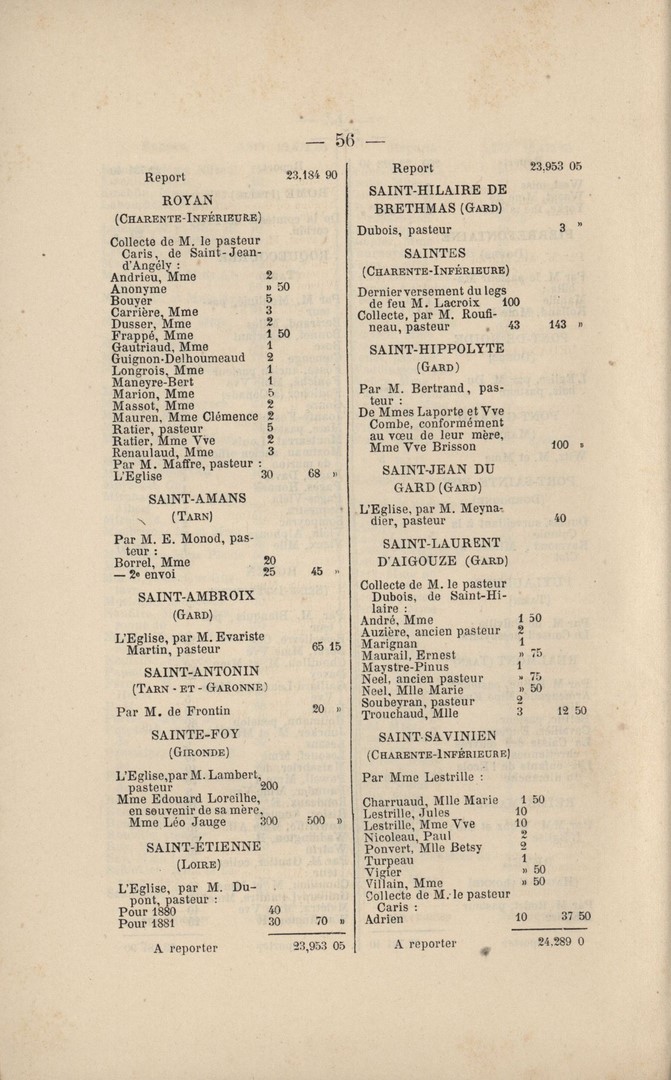 — 56 —
Report 23,184 90
ROYAN
(CHARENTE-INFÉRIEURE)
Collecte de M. le pasteur
Caris, de Saint-Jean-
d'Angély :
Andrieu, Mme 2
Anonyme » 50
Bouyer 5
Carrière, Mme 3
Dusser, Mme 2
Frappé, Mme 1 50
Gautriaud, Mme 1
Guignon-Delhoumeaud 2
Longrois, Mme 1
Maneyre-Bert 1
Marion, Mme 5
Massot, Mme 2
Mauren, Mme Clémence 2
Ratier, pasteur 5
Ratier, Mme Vve 2
Renaulaud, Mme 3
Par M. Maffre, pasteur :
L'Eglise 30 68 »
SAINT-AMANS
(TARN)
Par M. E. Monod, pas-
teur :
Borrel, Mme 20
— 2e envoi 25 45 »
SAINT-AMBROIX
(GARD)
L'Eglise, par M. Evariste
Martin, pasteur 65 15
SAINT-ANTONIN
(TARN-ET-GARONNE)
Par M. de Frontin 20 »
SAINTE-FOY
(GIRONDE)
L'Eglise, par M. Lambert,
pasteur 200
Mme Edouard Loreilhe,
en souvenir de sa mère,
Mme Léo Jauge 300 500 »
SAINT-ÉTIENNE
(LOIRE)
L'Eglise, par M. Du-
pont, pasteur :
Pour 1880 40
Pour 1881 30 70 »
A reporter 23,953 05
Report 23,953 05
SAINT-HILAIRE DE
BRETHMAS (GARD)
Dubois, pasteur 3 »
SAINTES
(CHARENTE-INFÉRIEURE)
Dernier versement du legs
de feu M. Lacroix 100
Collecte, par M. Roufi-
neau, pasteur 43 143 »
SAINT-HIPPOLYTE
(GARD)
Par M. Bertrand, pas-
teur :
De Mmes Laporte et Vve
Combe, conformément
au vœu de leur mère,
Mme Vve Brisson 100 »
SAINT-JEAN DU
GARD (GARD)
L'Eglise, par M. Meyna-
dier, pasteur 40
SAINT-LAURENT
D'AIGOUZE (GARD)
Collecte de M. le pasteur
Dubois, de Saint-Hi-
laire :
André, Mme 1 50
Auzière, ancien pasteur 2
Marignan 1
Maurail, Ernest » 75
Maystre-Pinus 1
Neel, ancien pasteur » 75
Neel, Mlle Marie » 50
Soubeyran, pasteur 2
Trouchaud, Mlle 3 12 50
SAINT-SAVINIEN
(CHARENTE-INFÉRIEURE)
Par Mme Lestrille :
Charruaud, Mlle Marie 1 50
Lestrille, Jules 10
Lestrille, Mme Vve 10
Nicoleau, Paul 2
Ponvert, Mlle Betsy 2
Turpeau 1
Vigier » 50
Villain, Mme » 50
Collecte de M. le pasteur
Caris :
Adrien 10 37 50
A reporter 24,289 0